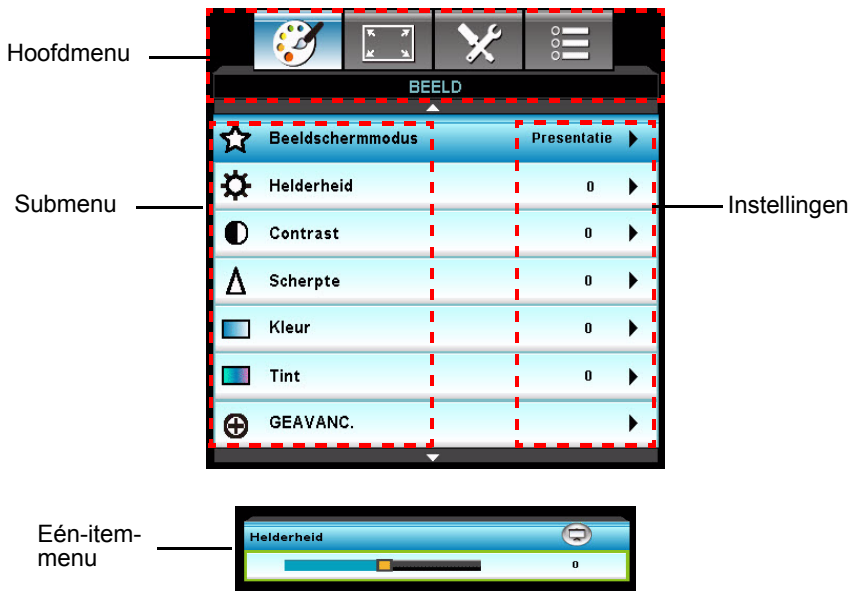 Hoofdmenu
BEELD
Beeldschermmodus Presentatie
Submenu
Helderheid 0
Instellingen
Contrast 0
Scherpte 0
Kleur 0
Tint 0
GEAVANC.
Eén-item-
menu
Helderheid
0